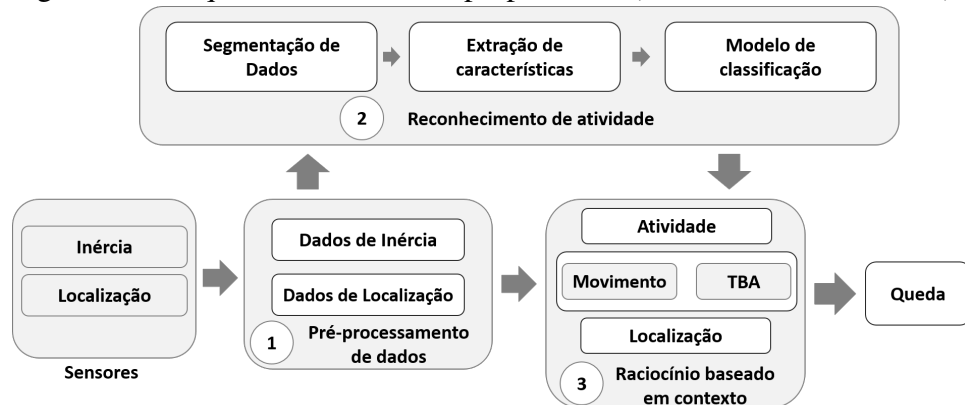 Segmentação de
Dados
Extração de
características
Modelo de
classificação
2
Reconhecimento de atividade
Inércia
Localização
Sensores
Dados de Inércia
Dados de Localização
1
Pré-processamento
de dados
Atividade
Movimento
TBA
Localização
3
Raciocínio baseado
em contexto
Queda